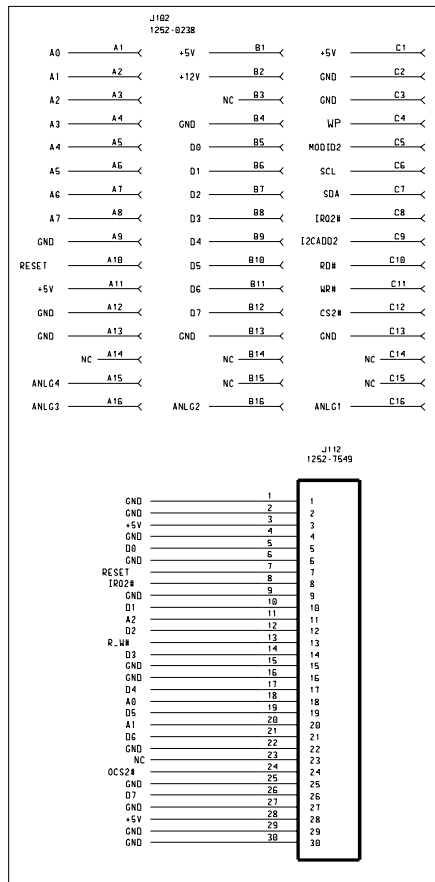 J102
1252-0238
A0 A1 +5V B1 +5V C1
A1 A2 +12V B2 GND C2
A2 A3 NC B3 GND C3
A3 A4 GND B4 WP C4
A4 A5 D0 B5 MODID2 C5
A5 A6 D1 B6 SCL C6
A6 A7 D2 B7 SDA C7
A7 A8 D3 B8 IRQ2# C8
GND A9 D4 B9 I2CADD2 C9
RESET A10 D5 B10 RD# C10
+5V A11 D6 B11 WR# C11
GND A12 D7 B12 CS2# C12
GND A13 GND B13 GND C13
NC A14 NC B14 NC C14
ANLG4 A15 NC B15 NC C15
ANLG3 A16 ANLG2 B16 ANLG1 C16
J112
1252-7549
GND 1 1
GND 2 2
+5V 3 3
GND 4 4
D0 5 5
GND 6 6
RESET 7 7
IRQ2# 8 8
GND 9 9
D1 10 10
A2 11 11
D2 12 12
R_W# 13 13
D3 14 14
GND 15 15
GND 16 16
D4 17 17
A0 18 18
D5 19 19
A1 20 20
D6 21 21
GND 22 22
NC 23 23
OCS2# 24 24
GND 25 25
D7 26 26
GND 27 27
+5V 28 28
GND 29 29
GND 30 30